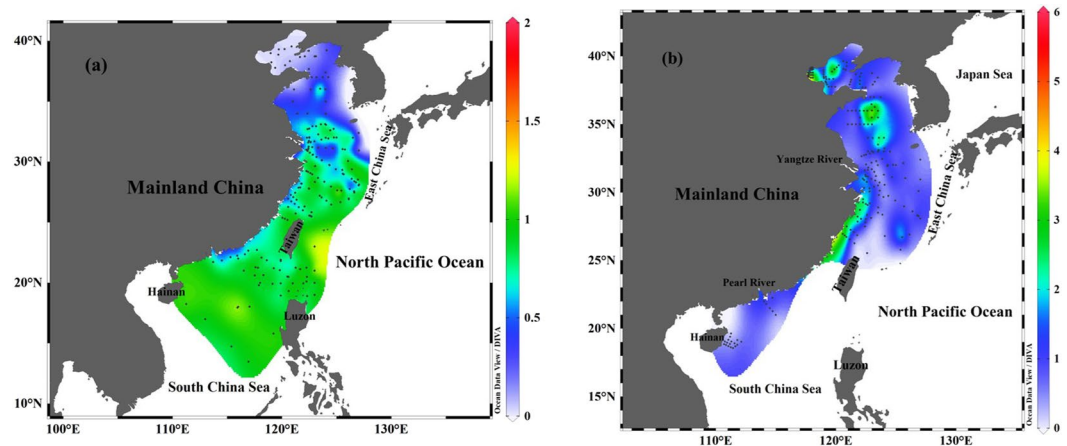 (a)
40°N
30°N
20°N
10°N
100°E
110°E
120°E
130°E
Mainland China
East China Sea
Taiwan
North Pacific Ocean
Hainan
Luzon
South China Sea
Ocean Data View / DIVA
2
1.5
1
0.5
0
(b)
40°N
35°N
30°N
25°N
20°N
15°N
110°E
120°E
130°E
Japan Sea
Yangtze River
Mainland China
East China Sea
Taiwan
Pearl River
North Pacific Ocean
Hainan
Luzon
South China Sea
Ocean Data View / DIVA
6
5
4
3
2
1
0